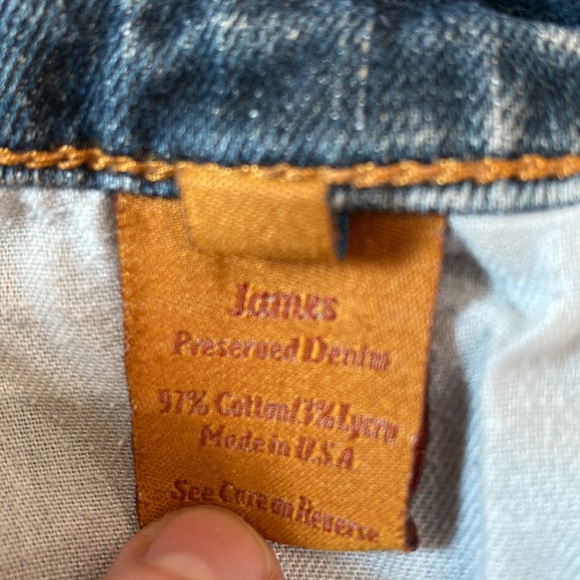 James
Preserved Denim
97% Cotton/3% Lycra
Made in U.S.A
See Care on Reverse